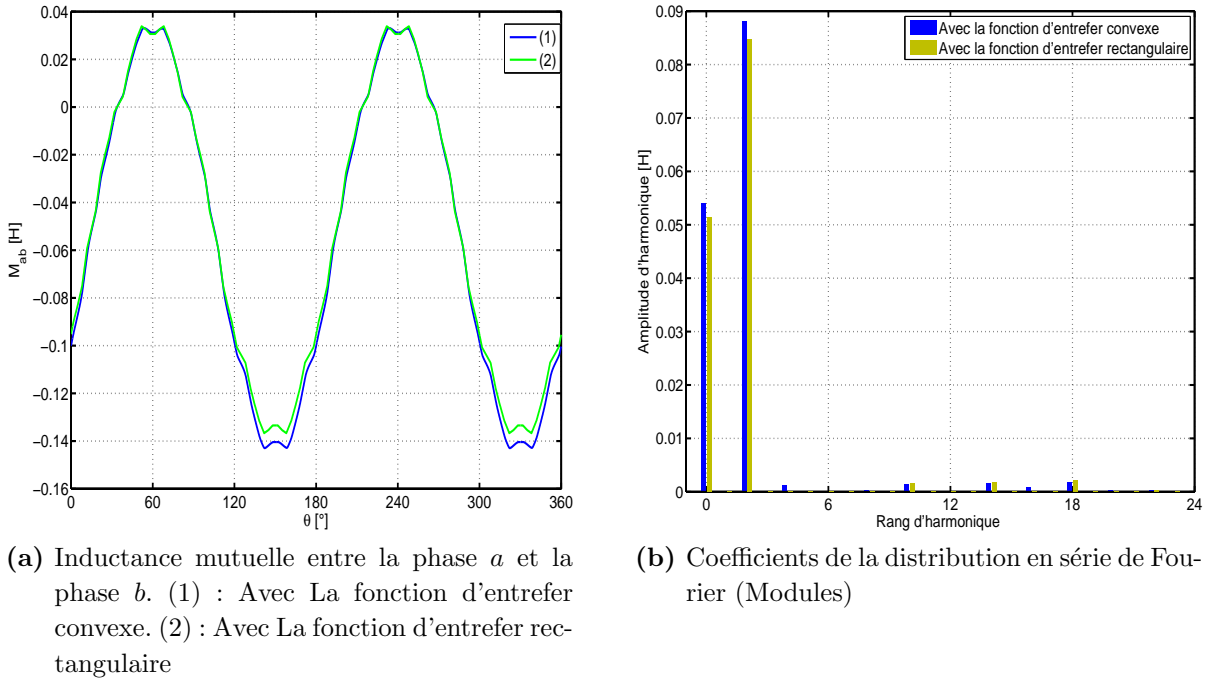 0.04
0.02
0
−0.02
−0.04
−0.06
−0.08
−0.1
−0.12
−0.14
−0.16
M_ab [H]
0 60 120 180 240 300 360
θ [°]
(1)
(2)
0.09
0.08
0.07
0.06
0.05
0.04
0.03
0.02
0.01
0
Amplitude d'harmonique [H]
0 6 12 18 24
Rang d'harmonique
Avec la fonction d'entrefer convexe
Avec la fonction d'entrefer rectangulaire
(a) Inductance mutuelle entre la phase a et la
phase b. (1) : Avec La fonction d'entrefer
convexe. (2) : Avec La fonction d'entrefer rec-
tangulaire
(b) Coefficients de la distribution en série de Fou-
rier (Modules)